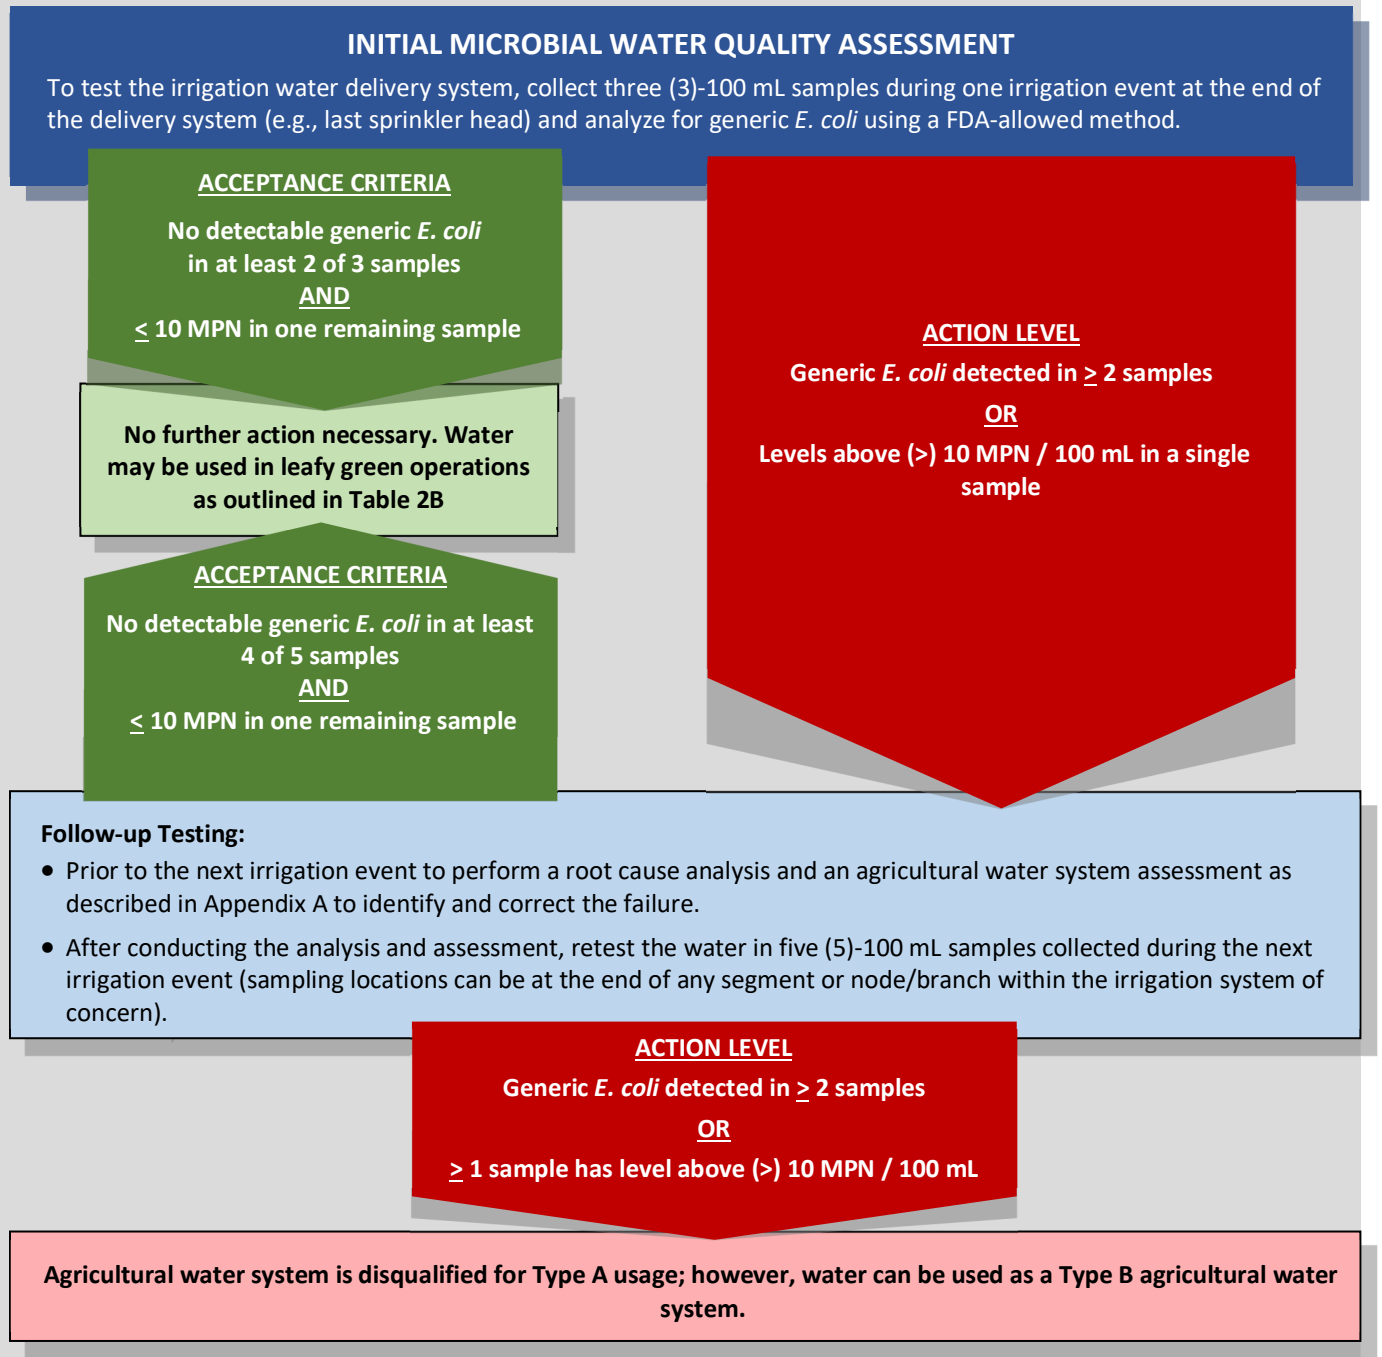 INITIAL MICROBIAL WATER QUALITY ASSESSMENT
To test the irrigation water delivery system, collect three (3)-100 mL samples during one irrigation event at the end of
the delivery system (e.g., last sprinkler head) and analyze for generic E. coli using a FDA-allowed method.
ACCEPTANCE CRITERIA
No detectable generic E. coli
in at least 2 of 3 samples
AND
≤ 10 MPN in one remaining sample
No further action necessary. Water
may be used in leafy green operations
as outlined in Table 2B
ACCEPTANCE CRITERIA
No detectable generic E. coli in at least
4 of 5 samples
AND
≤ 10 MPN in one remaining sample
ACTION LEVEL
Generic E. coli detected in ≥ 2 samples
OR
Levels above (>) 10 MPN / 100 mL in a single
sample
Follow-up Testing:
• Prior to the next irrigation event to perform a root cause analysis and an agricultural water system assessment as
described in Appendix A to identify and correct the failure.
• After conducting the analysis and assessment, retest the water in five (5)-100 mL samples collected during the next
irrigation event (sampling locations can be at the end of any segment or node/branch within the irrigation system of
concern).
ACTION LEVEL
Generic E. coli detected in ≥ 2 samples
OR
≥ 1 sample has level above (>) 10 MPN / 100 mL
Agricultural water system is disqualified for Type A usage; however, water can be used as a Type B agricultural water
system.